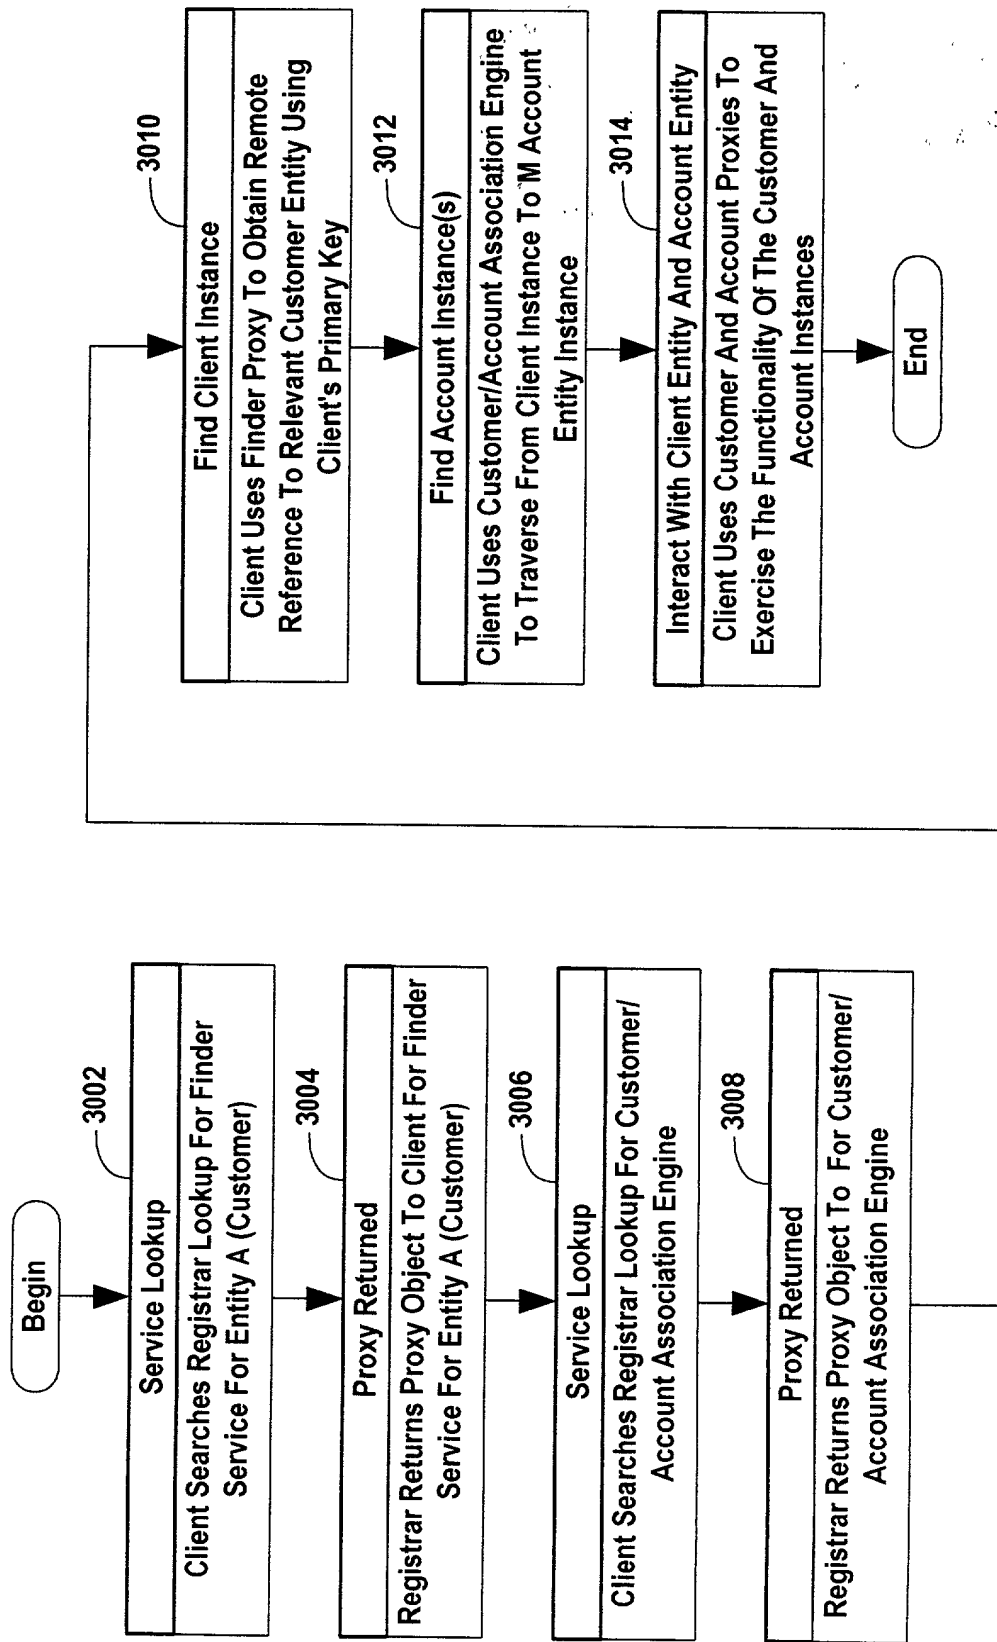 Begin
3002
Service Lookup
Client Searches Registrar Lookup For Finder
Service For Entity A (Customer)
3004
Proxy Returned
Registrar Returns Proxy Object To Client For Finder
Service For Entity A (Customer)
3006
Service Lookup
Client Searches Registrar Lookup For Customer/
Account Association Engine
3008
Proxy Returned
Registrar Returns Proxy Object To For Customer/
Account Association Engine
3010
Find Client Instance
Client Uses Finder Proxy To Obtain Remote
Reference To Relevant Customer Entity Using
Client's Primary Key
3012
Find Account Instance(s)
Client Uses Customer/Account Association Engine
To Traverse From Client Instance To M Account
Entity Instance
3014
Interact With Client Entity And Account Entity
Client Uses Customer And Account Proxies To
Exercise The Functionality Of The Customer And
Account Instances
End